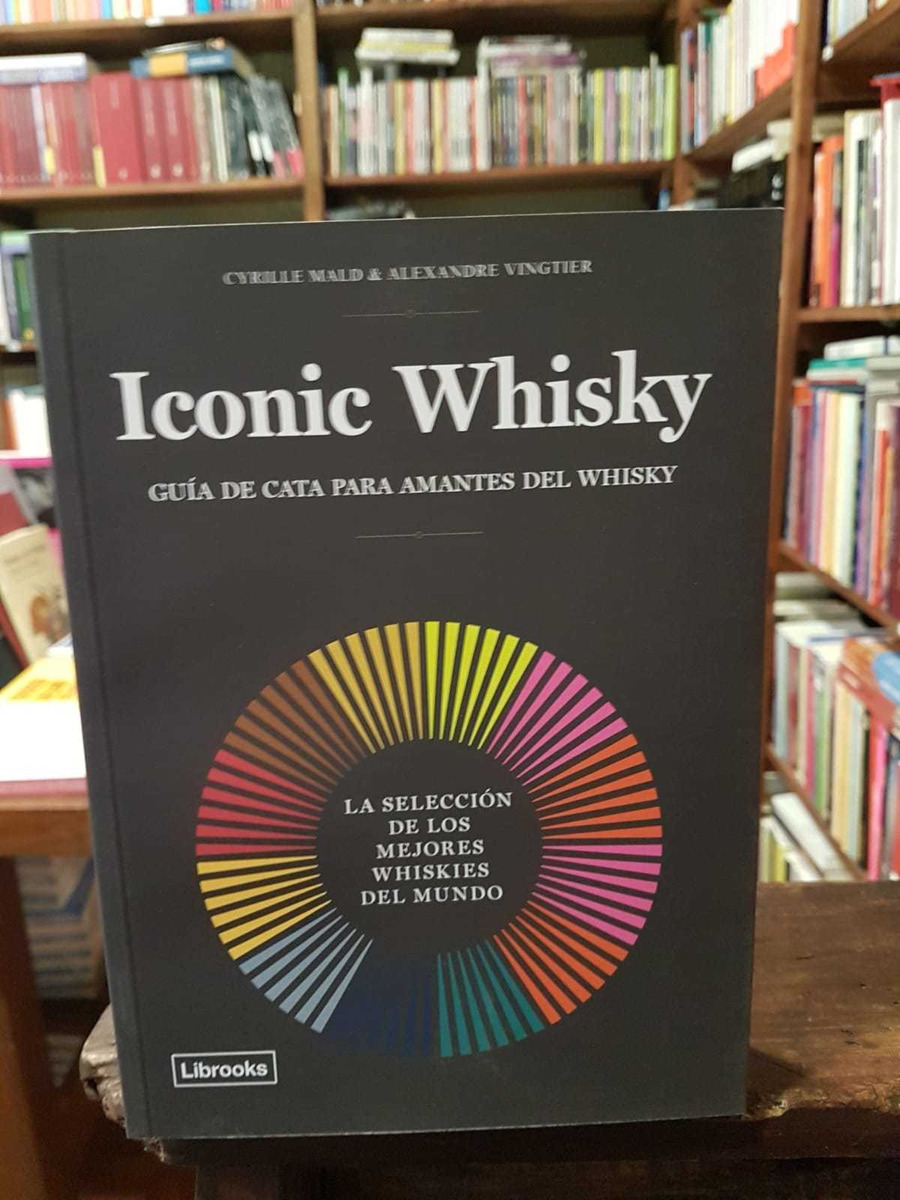 CYRILLE MALD & ALEXANDRE VINGTIER
Iconic Whisky
GUÍA DE CATA PARA AMANTES DEL WHISKY
LA SELECCIÓN
DE LOS
MEJORES
WHISKIES
DEL MUNDO
Librooks